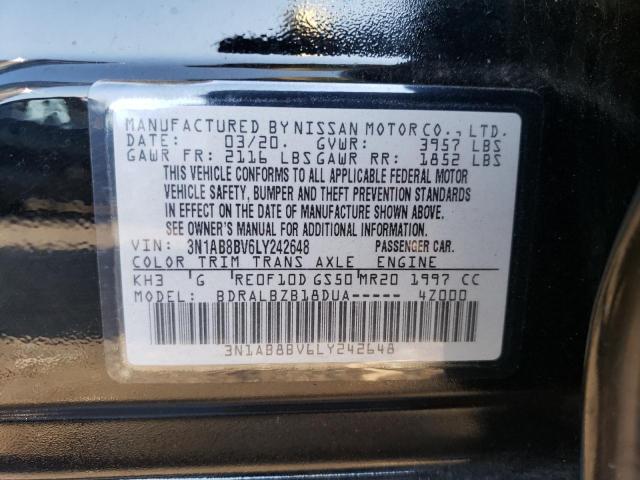 MANUFACTURED BY NISSAN MOTOR CO., LTD.
DATE: 03/20. GVWR: 3957 LBS
GAWR FR: 2116 LBS GAWR RR: 1852 LBS
THIS VEHICLE CONFORMS TO ALL APPLICABLE FEDERAL MOTOR
VEHICLE SAFETY, BUMPER AND THEFT PREVENTION STANDARDS
IN EFFECT ON THE DATE OF MANUFACTURE SHOWN ABOVE.
SEE OWNER'S MANUAL FOR ADDITIONAL INFORMATION.
VIN: 3N1AB8BV6LY242648 PASSENGER CAR.
COLOR TRIM TRANS AXLE ENGINE
KH3 G RE0F10D GS50 MR20 1997 CC
MODEL: BDRALBZB18DUA----- 4Z000
3N1AB8BV6LY242648